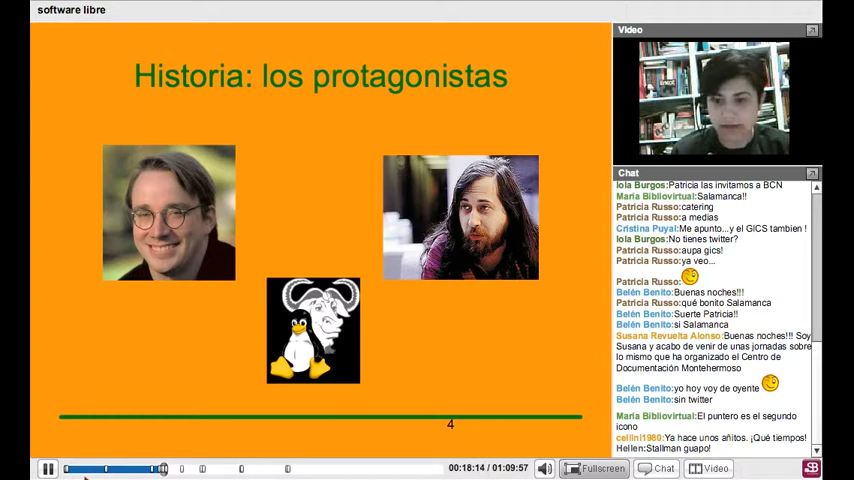 software libre
Historia: los protagonistas
4
Video
Chat
lola Burgos:Patricia las invitamos a BCN
Maria Bibliovirtual:Salamanca!!
Patricia Russo:catering
Patricia Russo:a medias
Cristina Puyal:Me apunto...y el GICS tambien !
lola Burgos:No tienes twitter?
Patricia Russo:aupa gics!
Patricia Russo:ya veo...
Patricia Russo:
Belén Benito:Buenas noches!!!
Patricia Russo:qué bonito Salamanca
Belén Benito:Suerte Patricia!!
Belén Benito:si Salamanca
Susana Revuelta Alonso:Buenas noches!!! Soy
Susana y acabo de venir de unas jornadas sobre
lo mismo que ha organizado el Centro de
Documentación Montehermoso
Belén Benito:yo hoy voy de oyente
Belén Benito:sin twitter
Maria Bibliovirtual:El puntero es el segundo
icono
cellini1980:Ya hace unos añitos. ¡Qué tiempos!
Hellen:Stallman guapo!
00:18:14 / 01:09:57
Fullscreen
Chat
Video
SB